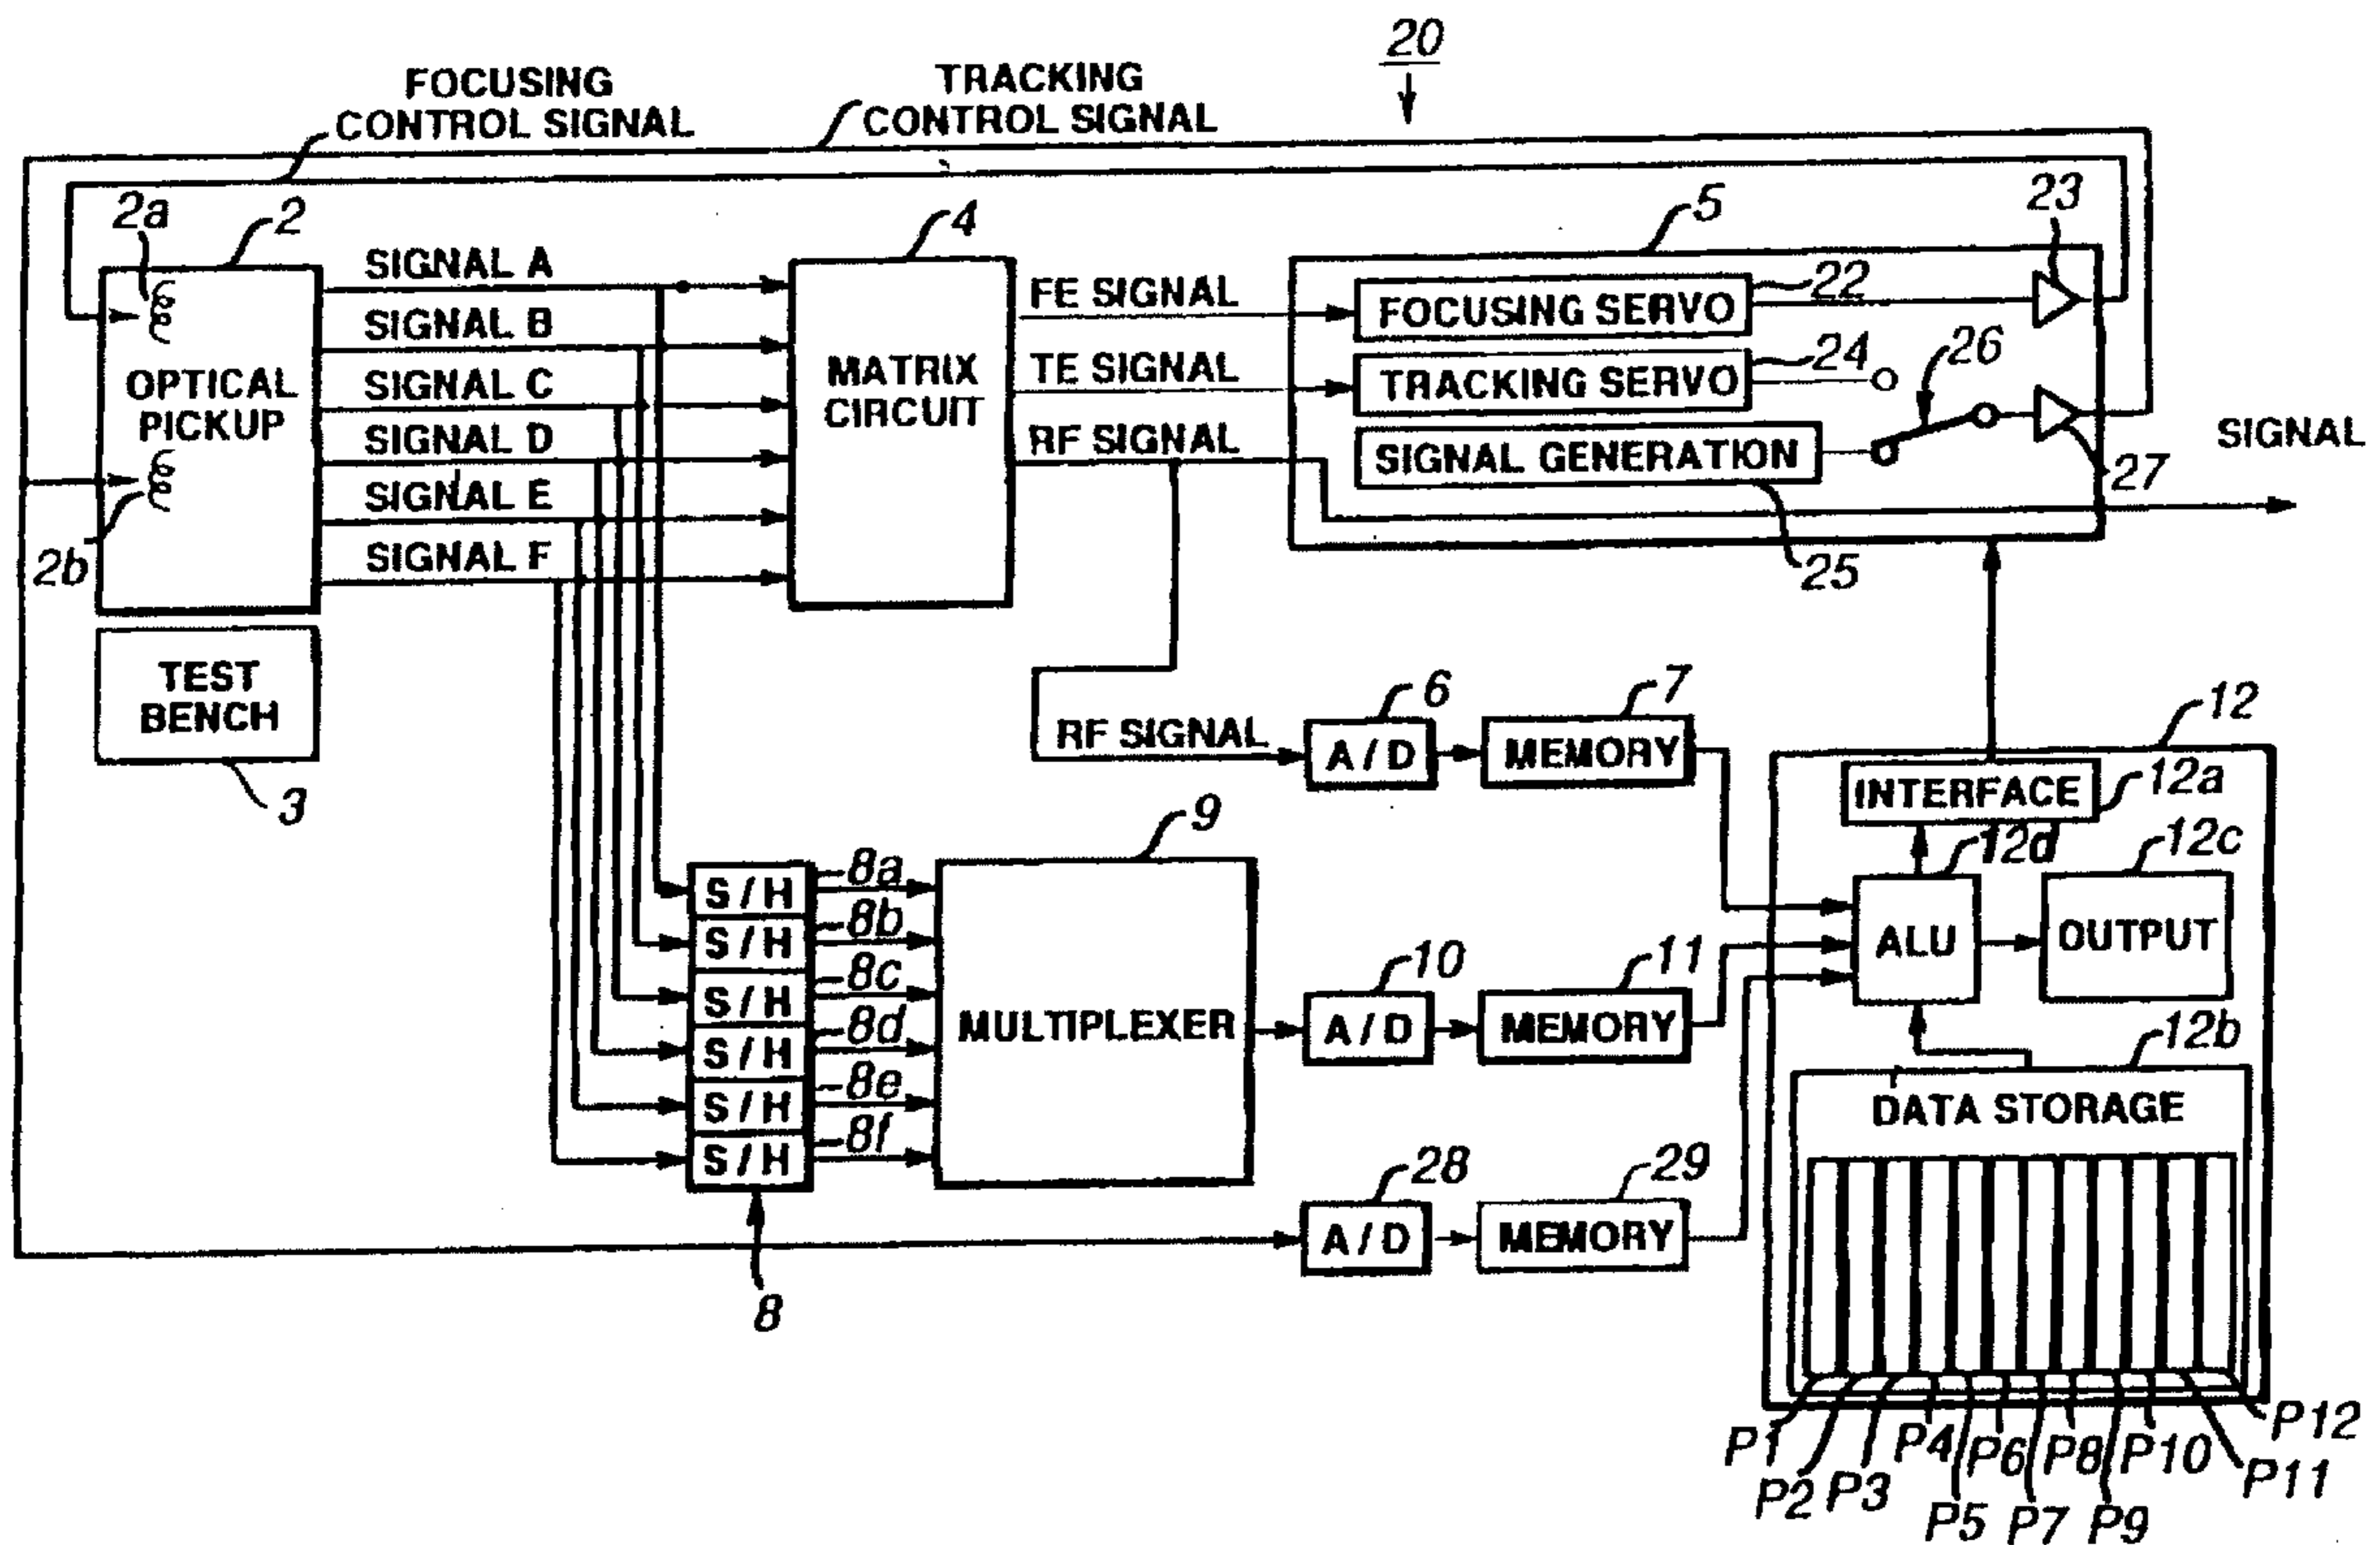 20
FOCUSING
CONTROL SIGNAL
TRACKING
CONTROL SIGNAL
2a
2
4
5
23
SIGNAL A
SIGNAL B
SIGNAL C
SIGNAL D
SIGNAL E
SIGNAL F
OPTICAL
PICKUP
2b
MATRIX
CIRCUIT
FE SIGNAL
TE SIGNAL
RF SIGNAL
FOCUSING SERVO
22
TRACKING SERVO
24
26
SIGNAL GENERATION
25
27
SIGNAL
TEST
BENCH
3
RF SIGNAL
6
A/D
7
MEMORY
12
INTERFACE
12a
12d
12c
ALU
OUTPUT
9
S/H
8a
S/H
8b
S/H
8c
S/H
8d
S/H
8e
S/H
8f
8
MULTIPLEXER
10
A/D
11
MEMORY
12b
DATA STORAGE
28
A/D
29
MEMORY
P1
P2
P3
P4
P5
P6
P7
P8
P9
P10
P11
P12